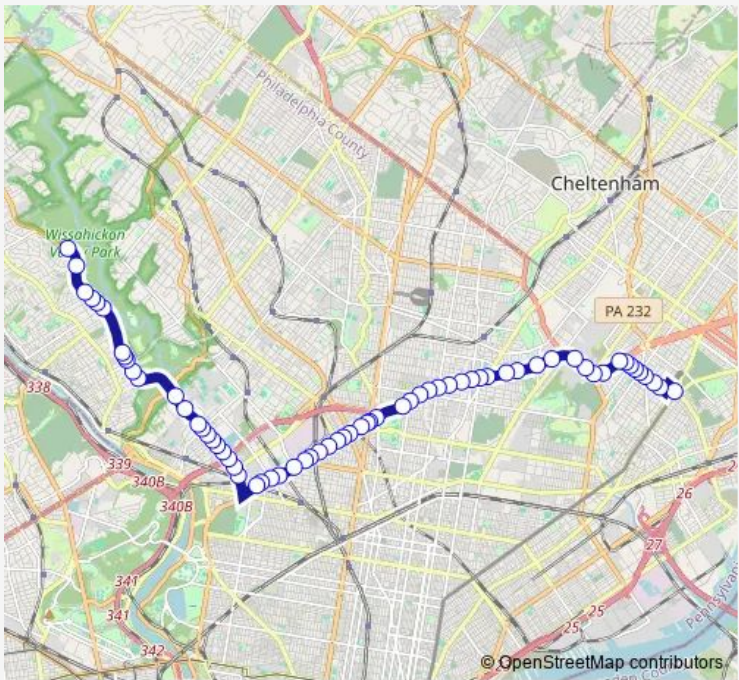 Philadelphia County
Cheltenham
Wissahickon
Valley Park
PA 232
338
339
340B
340B
26
27
341
341
25
25
342
© OpenStreetMap contributors